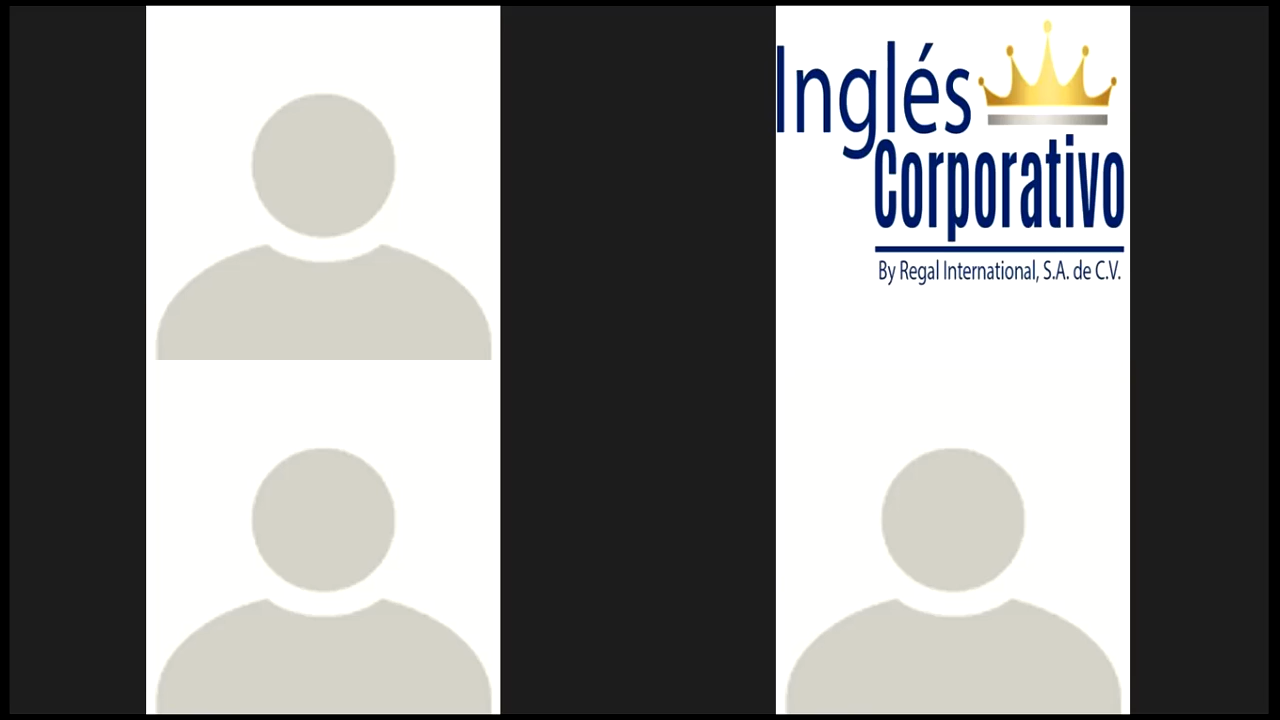 Inglés
Corporativo
By Regal International, S.A. de C.V.